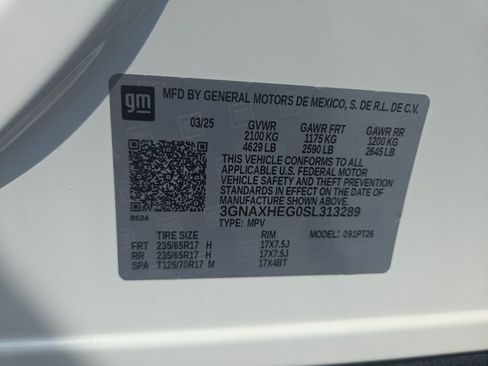 gm
MFD BY GENERAL MOTORS DE MEXICO, S. DE R.L. DE C.V.
03/25 GVWR GAWR FRT GAWR RR
2100 KG 1175 KG 1200 KG
4629 LB 2590 LB 2645 LB
THIS VEHICLE CONFORMS TO ALL
APPLICABLE U.S. FEDERAL MOTOR
VEHICLE SAFETY AND THEFT PREVENTION
STANDARDS IN EFFECT ON THE DATE OF
MANUFACTURE SHOWN ABOVE.
3GNAXHEG0SL313289
8624 TYPE: MPV
TIRE SIZE RIM MODEL: 091PT26
FRT 235/65R17 H 17X7.5J
RR 235/65R17 H 17X7.5J
SPA T125/70R17 M 17X4BT